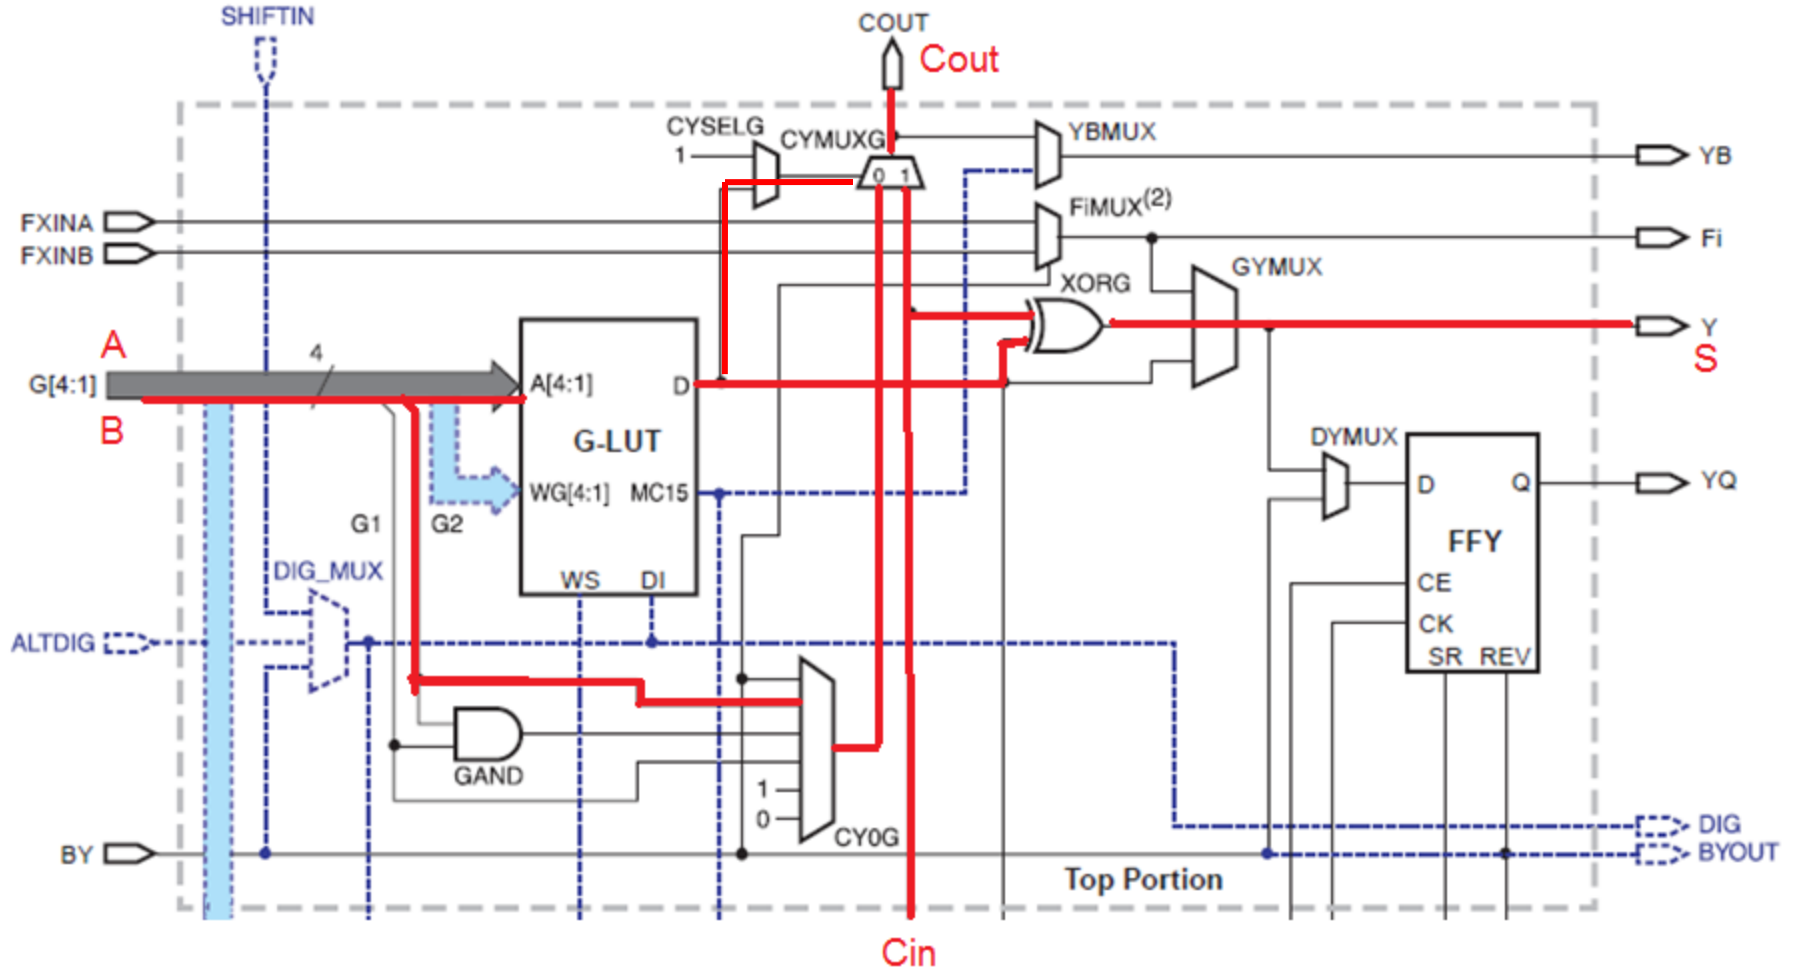 SHIFTIN
COUT
Cout
CYSELG
CYMUXG
1
0 1
YBMUX
YB
FXINA
FXINB
FiMUX(2)
Fi
XORG
GYMUX
A
4
G[4:1]
B
A[4:1]
D
G-LUT
WG[4:1]
MC15
WS
DI
Y
S
G1
G2
DIG_MUX
DYMUX
D
Q
FFY
CE
CK
SR
REV
YQ
ALTDIG
GAND
1
0
CY0G
BY
Top Portion
DIG
BYOUT
Cin